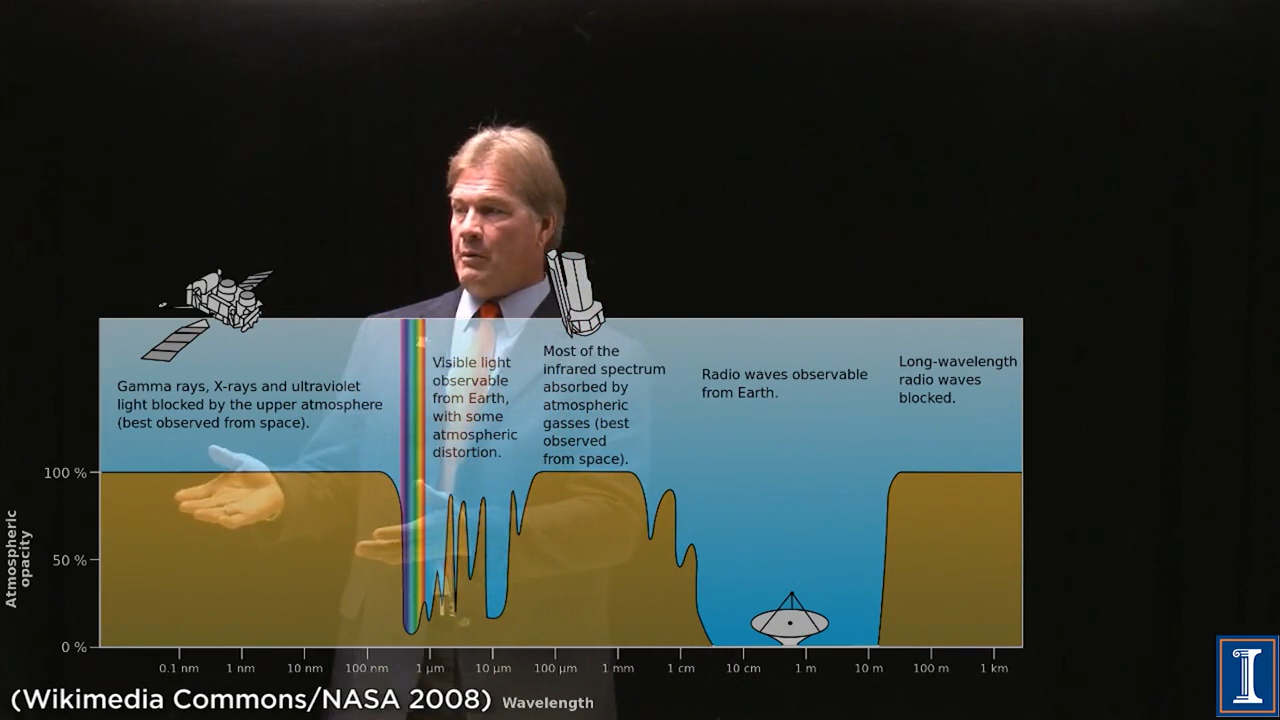 Gamma rays, X-rays and ultraviolet
light blocked by the upper atmosphere
(best observed from space).
Visible light
observable
from Earth,
with some
atmospheric
distortion.
Most of the
infrared spectrum
absorbed by
atmospheric
gasses (best
observed
from space).
Radio waves observable
from Earth.
Long-wavelength
radio waves
blocked.
Atmospheric
opacity
100 %
50 %
0 %
0.1 nm 1 nm 10 nm 100 nm 1 µm 10 µm 100 µm 1 mm 1 cm 10 cm 1 m 10 m 100 m 1 km
(Wikimedia Commons/NASA 2008)
Wavelength
I